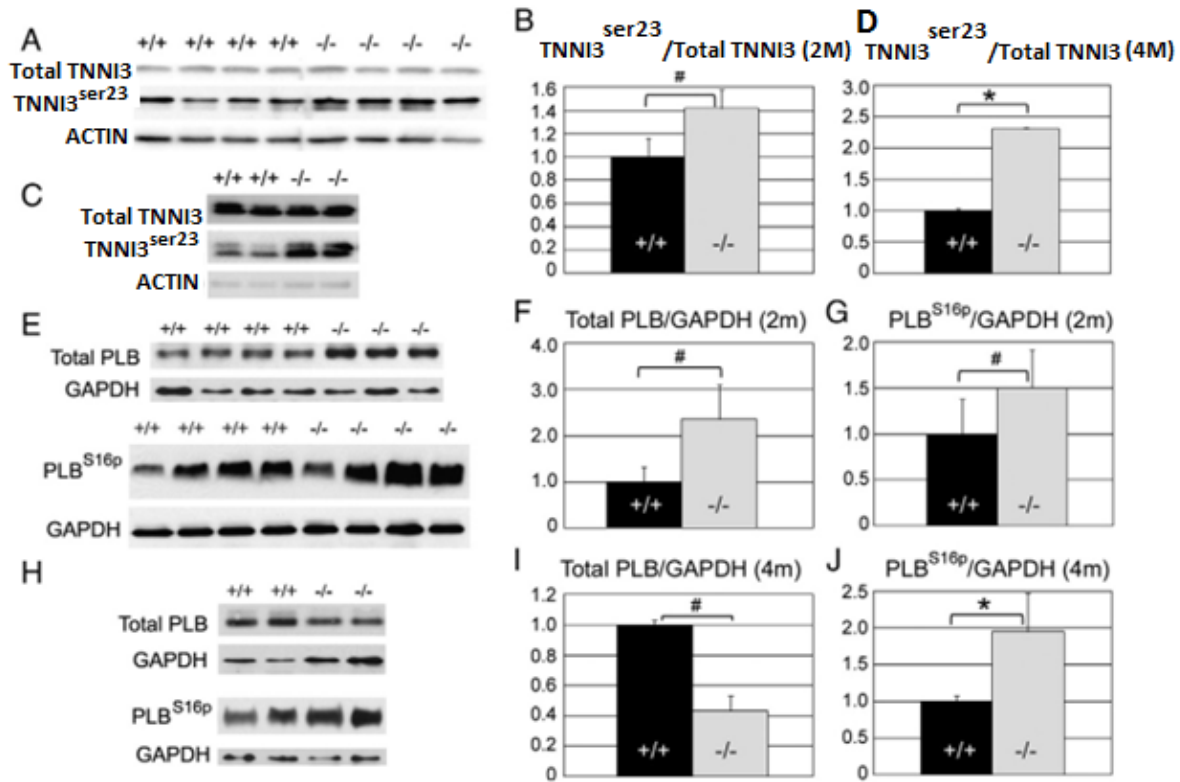 A
+/+ +/+ +/+ +/+ -/- -/- -/- -/-
Total TNNI3
TNNI3ser23
ACTIN
B
TNNI3ser23/Total TNNI3 (2M)
#
1.6
1.4
1.2
1.0
0.8
0.6
0.4
0.2
0
+/+ -/-
D
TNNI3ser23/Total TNNI3 (4M)
*
3.0
2.5
2.0
1.5
1.0
0.5
0
+/+ -/-
C
+/+ +/+ -/- -/-
Total TNNI3
TNNI3ser23
ACTIN
E
+/+ +/+ +/+ +/+ -/- -/- -/-
Total PLB
GAPDH
+/+ +/+ +/+ +/+ -/- -/- -/- -/-
PLBS16p
GAPDH
F Total PLB/GAPDH (2m)
#
4.0
3.0
2.0
1.0
0
+/+ -/-
G PLBS16p/GAPDH (2m)
#
2.0
1.5
1.0
0.5
0
+/+ -/-
H
+/+ +/+ -/- -/-
Total PLB
GAPDH
PLBS16p
GAPDH
I Total PLB/GAPDH (4m)
#
1.2
1.0
0.8
0.6
0.4
0.2
0
+/+ -/-
J PLBS16p/GAPDH (4m)
*
2.5
2.0
1.5
1.0
0.5
0
+/+ -/-